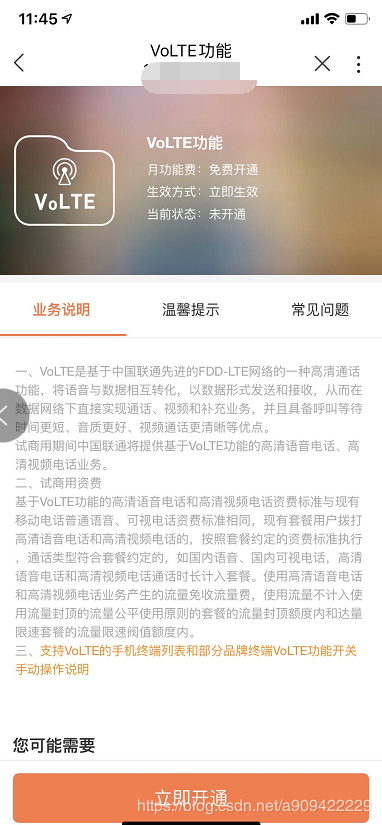 11:45
VoLTE功能
VoLTE
VoLTE功能
月功能费：免费开通
生效方式：立即生效
当前状态：未开通
业务说明
温馨提示
常见问题
一、VoLTE是基于中国联通先进的FDD-LTE网络的一种高清通话
功能，将语音与数据相互转化，以数据形式发送和接收，从而在
数据网络下直接实现通话、视频和补充业务，并且具备呼叫等待
时间更短、音质更好、视频通话更清晰等优点。
试商用期间中国联通将提供基于VoLTE功能的高清语音电话、高
清视频电话业务。
二、试商用资费
基于VoLTE功能的高清语音电话和高清视频电话资费标准与现有
移动电话普通语音、可视电话资费标准相同，现有套餐用户拨打
高清语音电话和高清视频电话的，按照套餐约定的资费标准执行
，通话类型符合套餐约定的，如国内语音、国内可视电话，高清
语音电话和高清视频电话通话时长计入套餐。使用高清语音电话
和高清视频电话业务产生的流量免收流量费，使用流量不计入使
用流量封顶的流量公平使用原则的套餐的流量封顶额度内和达量
限速套餐的流量限速阀值额度内。
三、支持VoLTE的手机终端列表和部分品牌终端VoLTE功能开关
手动操作说明
您可能需要
立即开通
https://blog.csdn.net/a909422229